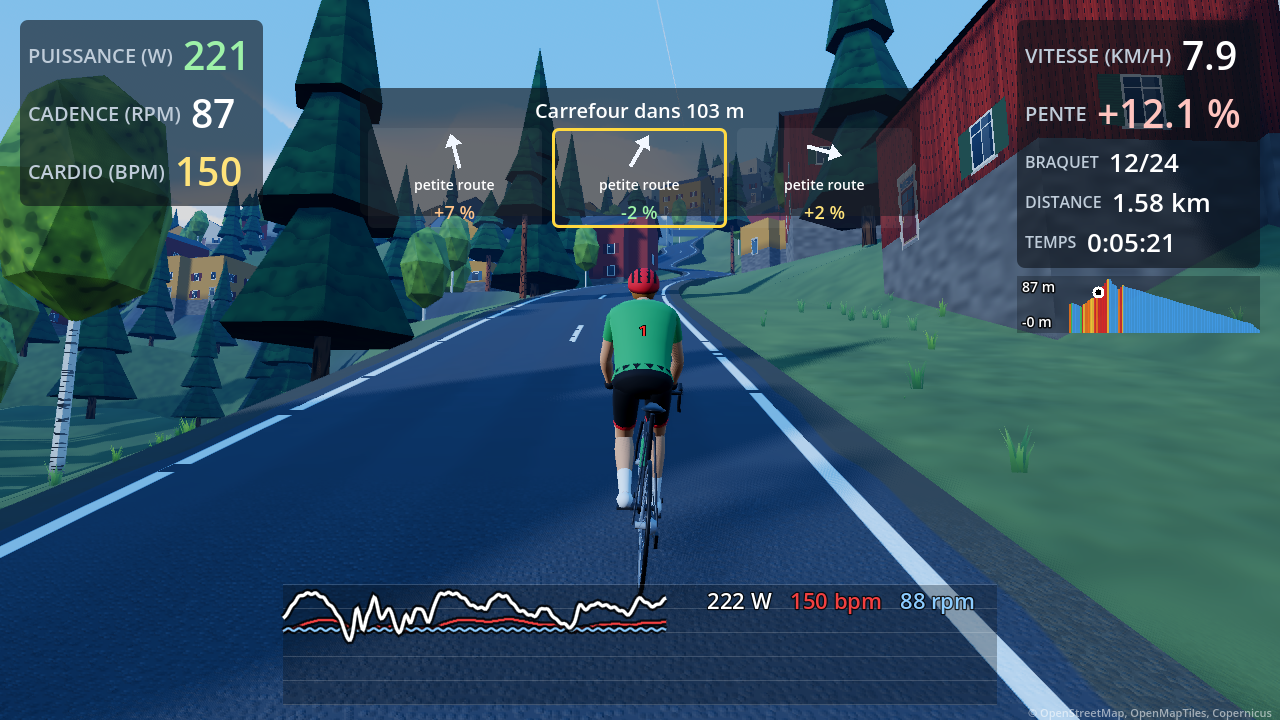 PUISSANCE (W) 221
CADENCE (RPM) 87
CARDIO (BPM) 150
Carrefour dans 103 m
petite route
+7 %
petite route
-2 %
petite route
+2 %
VITESSE (KM/H) 7.9
PENTE +12.1 %
BRAQUET 12/24
DISTANCE 1.58 km
TEMPS 0:05:21
87 m
-0 m
1
222 W 150 bpm 88 rpm
© OpenStreetMap, OpenMapTiles, Copernicus